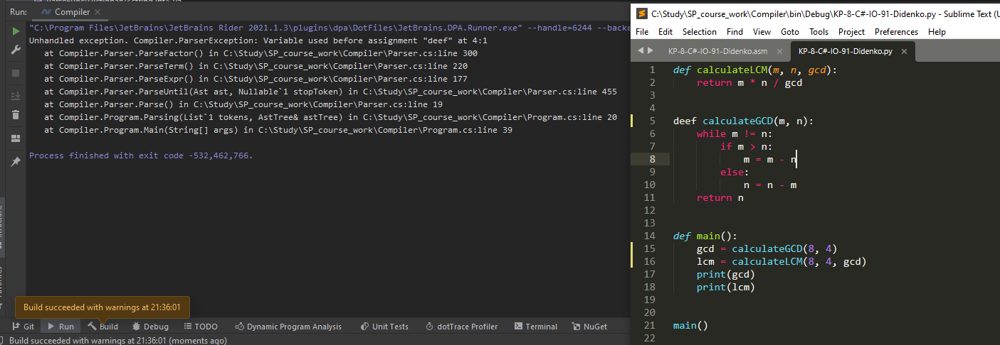 Run:
Compiler
"C:\Program Files\JetBrains\JetBrains Rider 2021.1.3\plugins\dpa\DotFiles\JetBrains.DPA.Runner.exe" --handle=6244 --backe
Unhandled exception. Compiler.ParserException: Variable used before assignment "deef" at 4:1
at Compiler.Parser.ParseFactor() in C:\Study\SP_course_work\Compiler\Parser.cs:line 300
at Compiler.Parser.ParseTerm() in C:\Study\SP_course_work\Compiler\Parser.cs:line 220
at Compiler.Parser.ParseExpr() in C:\Study\SP_course_work\Compiler\Parser.cs:line 177
at Compiler.Parser.ParseUntil(Ast ast, Nullable`1 stopToken) in C:\Study\SP_course_work\Compiler\Parser.cs:line 455
at Compiler.Parser.Parse() in C:\Study\SP_course_work\Compiler\Parser.cs:line 19
at Compiler.Program.Parsing(List`1 tokens, AstTree& astTree) in C:\Study\SP_course_work\Compiler\Program.cs:line 20
at Compiler.Program.Main(String[] args) in C:\Study\SP_course_work\Compiler\Program.cs:line 39
Process finished with exit code -532,462,766.
Build succeeded with warnings at 21:36:01
Git Run Build Debug TODO Dynamic Program Analysis Unit Tests dotTrace Profiler Terminal NuGet
Build succeeded with warnings at 21:36:01 (moments ago)
C:\Study\SP_course_work\Compiler\bin\Debug\KP-8-C#-IO-91-Didenko.py - Sublime Text (U
File Edit Selection Find View Goto Tools Project Preferences Help
KP-8-C#-IO-91-Didenko.asm KP-8-C#-IO-91-Didenko.py
1 def calculateLCM(m, n, gcd):
2 return m * n / gcd
3
4
5 deef calculateGCD(m, n):
6 while m != n:
7 if m > n:
8 m = m - n
9 else:
10 n = n - m
11 return n
12
13
14 def main():
15 gcd = calculateGCD(8, 4)
16 lcm = calculateLCM(8, 4, gcd)
17 print(gcd)
18 print(lcm)
19
20
21 main()
22